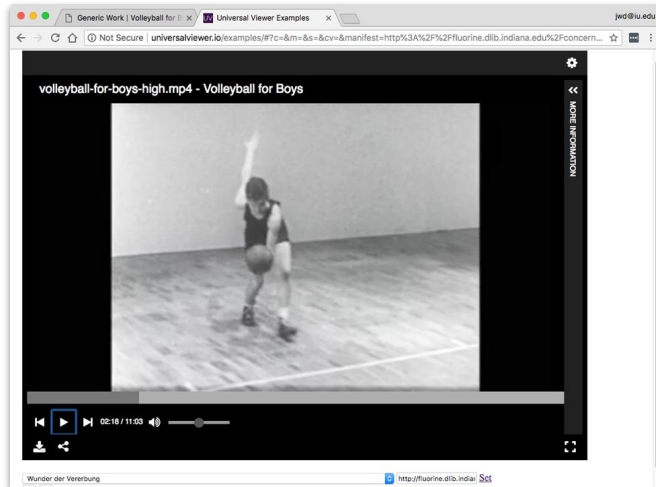 Generic Work | Volleyball for B
Universal Viewer Examples
jwd@iu.edu
Not Secure | universalviewer.io/examples/#?c=&m=&s=&cv=&manifest=http%3A%2F%2Ffluorine.dlib.indiana.edu%2Fconcern...
volleyball-for-boys-high.mp4 - Volleyball for Boys
MORE INFORMATION
02:18 / 11:03
Wunder der Vererbung
http://fluorine.dlib.indian
Set